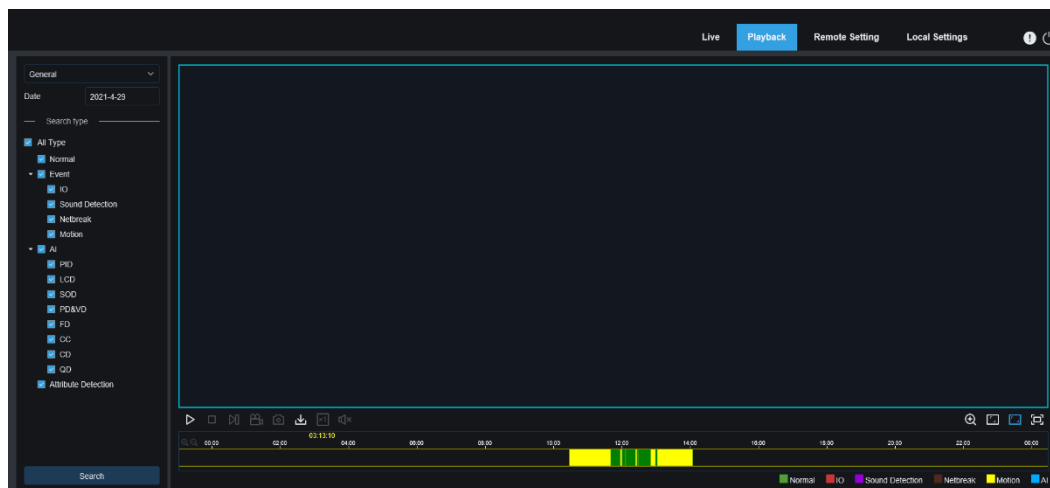 Live Playback Remote Setting Local Settings
General
Date 2021-4-29
Search type
All Type
Normal
Event
IO
Sound Detection
Netbreak
Motion
AI
PID
LCD
SOD
PD&VD
FD
CC
CD
QD
Attribute Detection
Search
x1
03:13:10
00:00 02:00 04:00 06:00 08:00 10:00 12:00 14:00 16:00 18:00 20:00 22:00 00:00
Normal IO Sound Detection Netbreak Motion AI